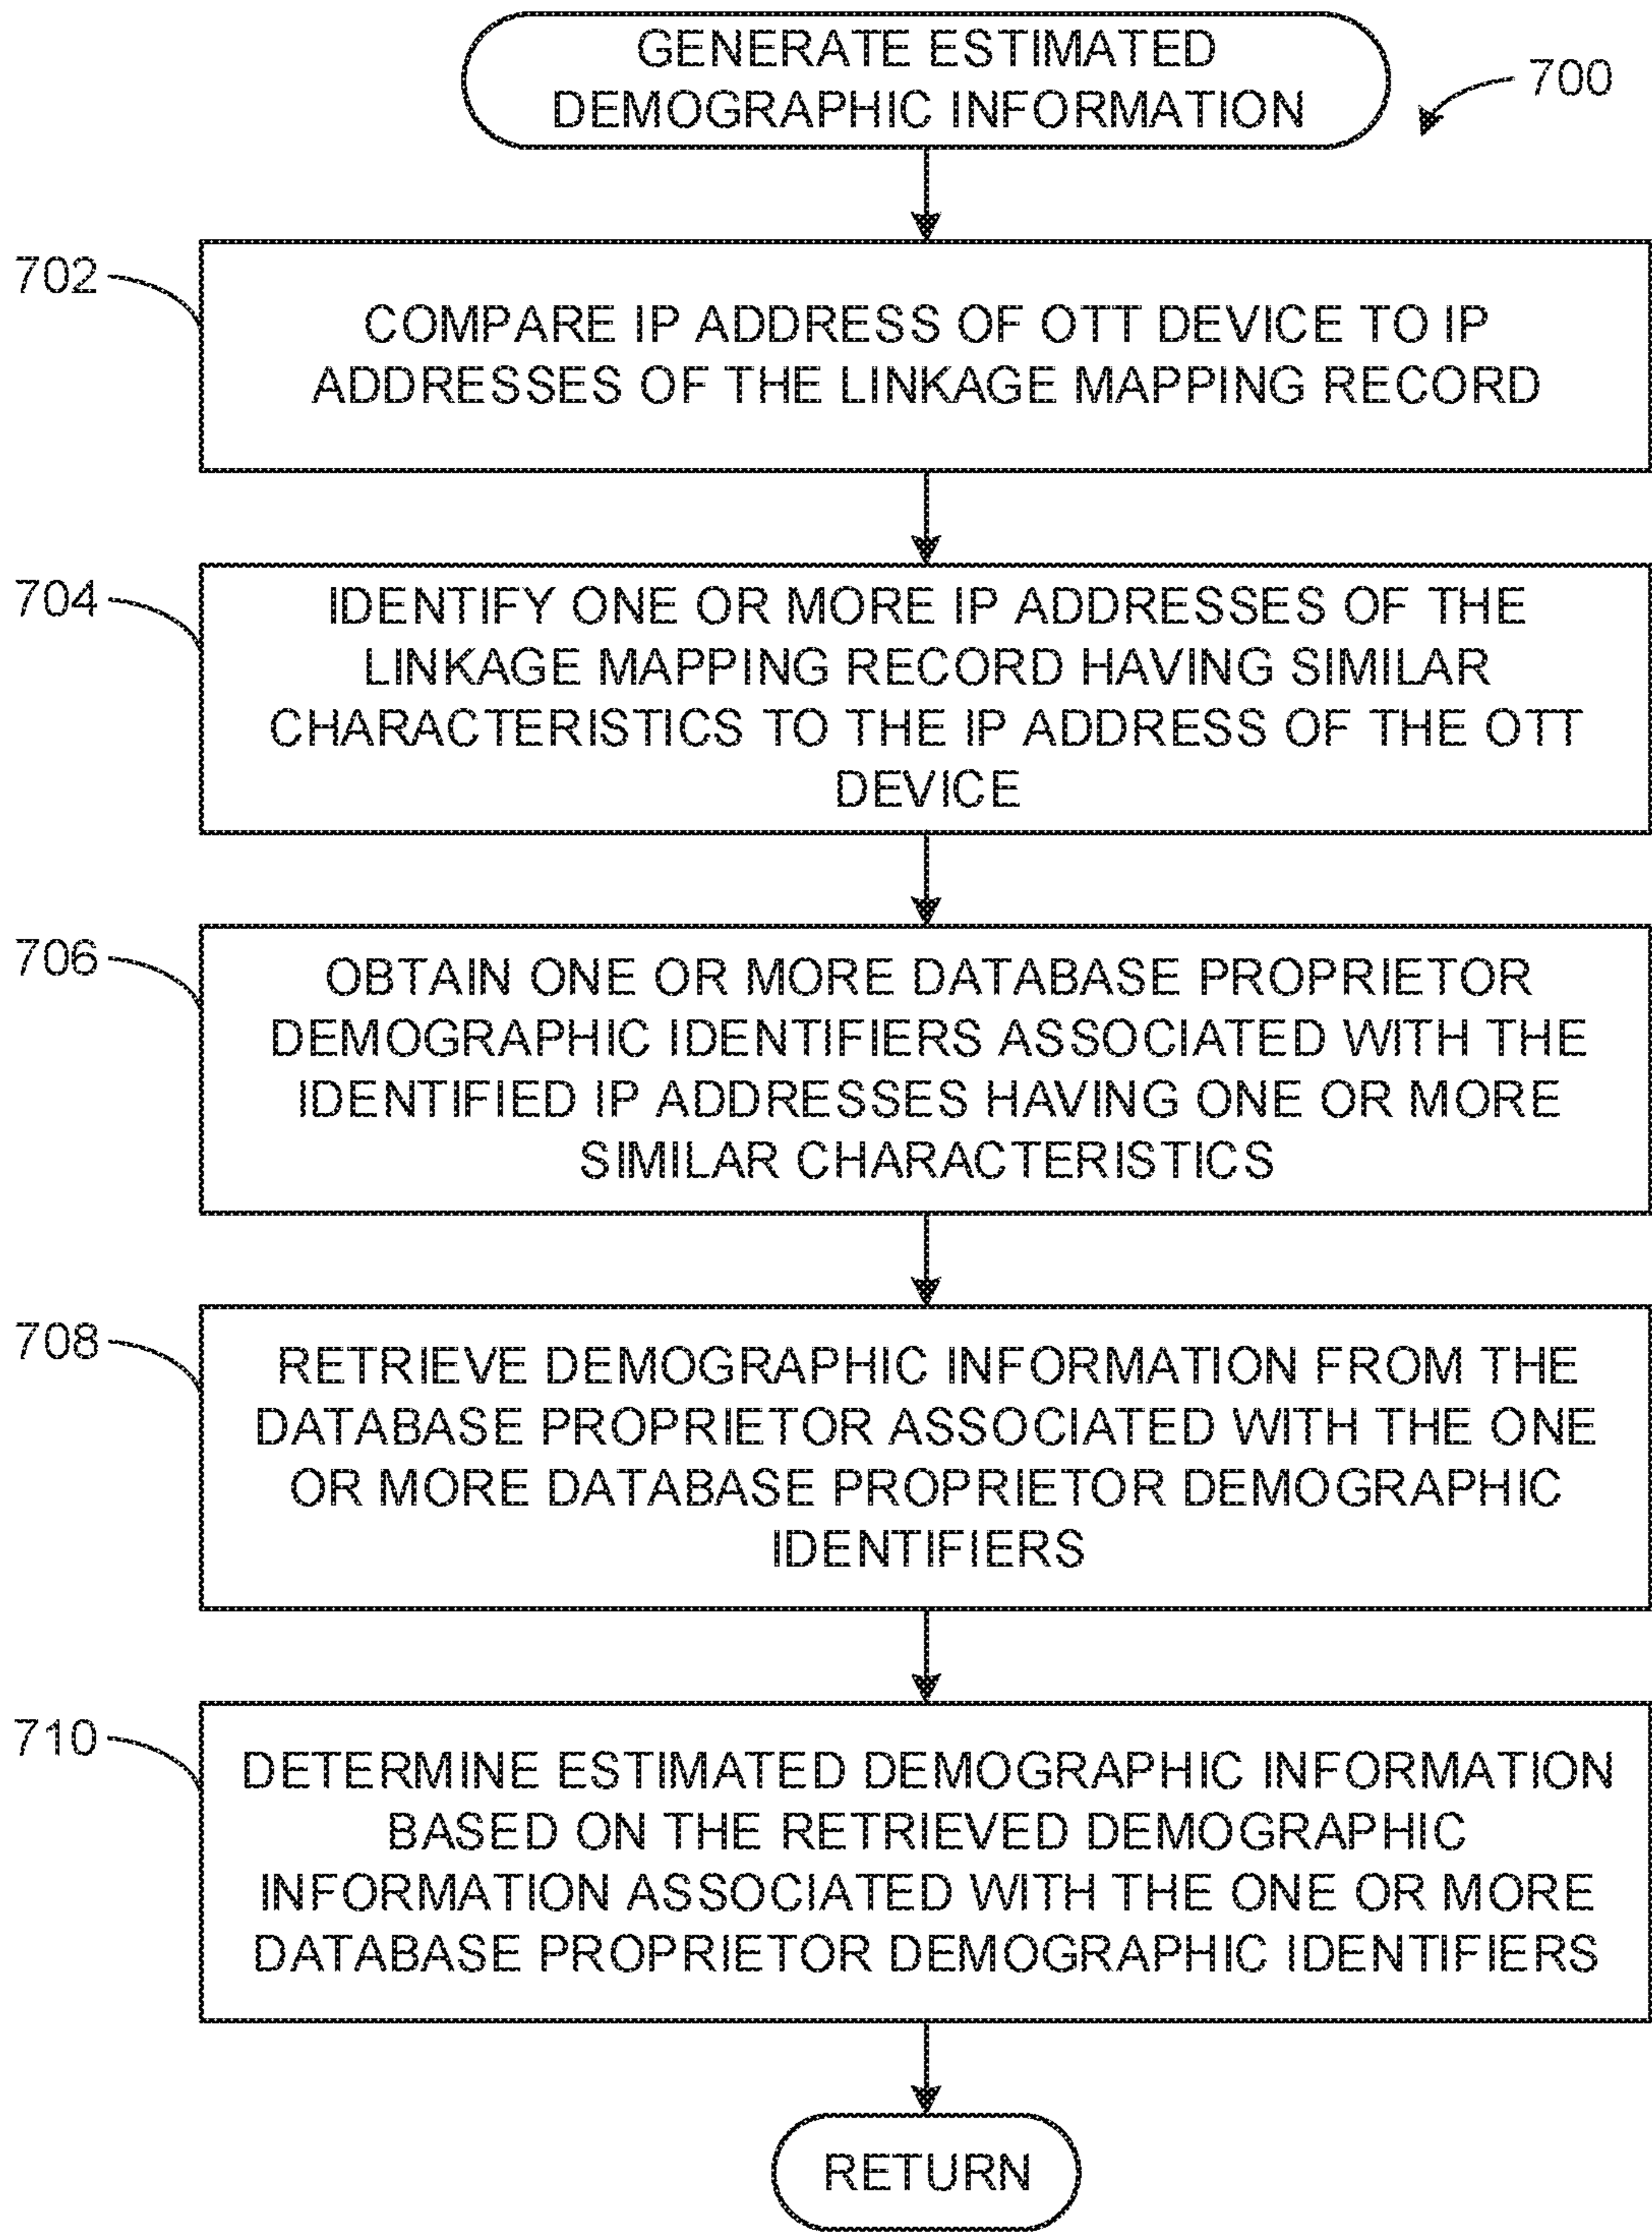 GENERATE ESTIMATED
DEMOGRAPHIC INFORMATION
700
702
COMPARE IP ADDRESS OF OTT DEVICE TO IP
ADDRESSES OF THE LINKAGE MAPPING RECORD
704
IDENTIFY ONE OR MORE IP ADDRESSES OF THE
LINKAGE MAPPING RECORD HAVING SIMILAR
CHARACTERISTICS TO THE IP ADDRESS OF THE OTT
DEVICE
706
OBTAIN ONE OR MORE DATABASE PROPRIETOR
DEMOGRAPHIC IDENTIFIERS ASSOCIATED WITH THE
IDENTIFIED IP ADDRESSES HAVING ONE OR MORE
SIMILAR CHARACTERISTICS
708
RETRIEVE DEMOGRAPHIC INFORMATION FROM THE
DATABASE PROPRIETOR ASSOCIATED WITH THE ONE
OR MORE DATABASE PROPRIETOR DEMOGRAPHIC
IDENTIFIERS
710
DETERMINE ESTIMATED DEMOGRAPHIC INFORMATION
BASED ON THE RETRIEVED DEMOGRAPHIC
INFORMATION ASSOCIATED WITH THE ONE OR MORE
DATABASE PROPRIETOR DEMOGRAPHIC IDENTIFIERS
RETURN